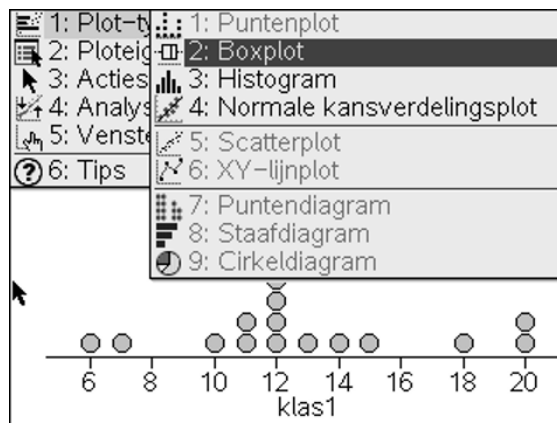 1: Plot-ty
2: Ploteig
3: Acties
4: Analys
5: Venste
6: Tips
1: Puntenplot
2: Boxplot
3: Histogram
4: Normale kansverdelingsplot
5: Scatterplot
6: XY-lijnplot
7: Puntendiagram
8: Staafdiagram
9: Cirkeldiagram
6 8 10 12 14 16 18 20
klas1